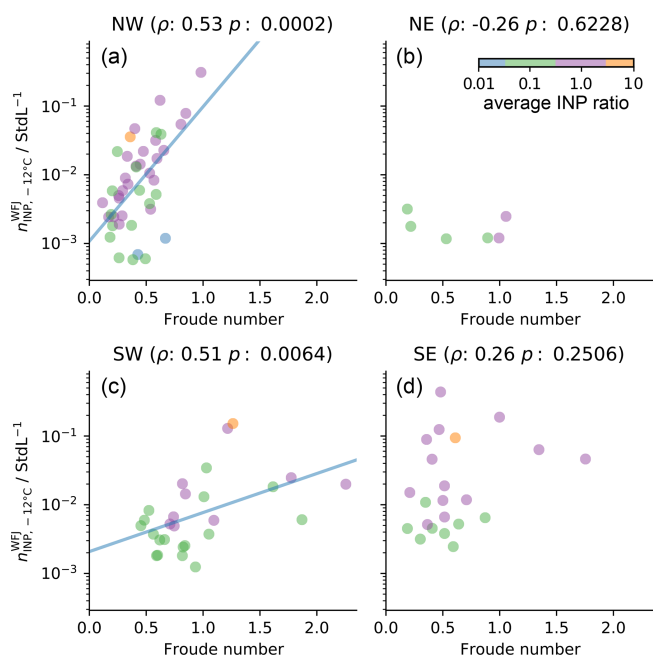 NW (ρ: 0.53 p: 0.0002)
NE (ρ: -0.26 p: 0.6228)
(a)
(b)
0.01 0.1 1 10
average INP ratio
10⁻¹
10⁻²
10⁻³
n^WFJ_INP, −12°C / StdL⁻¹
0.0 0.5 1.0 1.5 2.0
0.0 0.5 1.0 1.5 2.0
Froude number
Froude number
SW (ρ: 0.51 p: 0.0064)
SE (ρ: 0.26 p: 0.2506)
(c)
(d)
10⁻¹
10⁻²
10⁻³
n^WFJ_INP, −12°C / StdL⁻¹
0.0 0.5 1.0 1.5 2.0
0.0 0.5 1.0 1.5 2.0
Froude number
Froude number